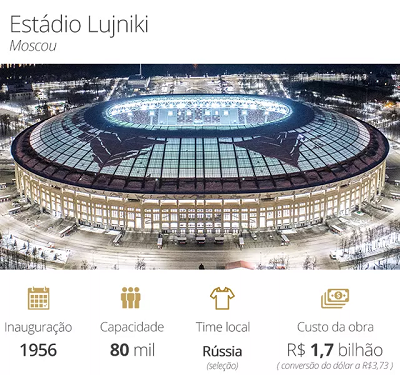 Estádio Lujniki
Moscou
Inauguração
1956
Capacidade
80 mil
Time local
Rússia
(seleção)
Custo da obra
R$ 1,7 bilhão
( conversão do dólar a R$3,73 )